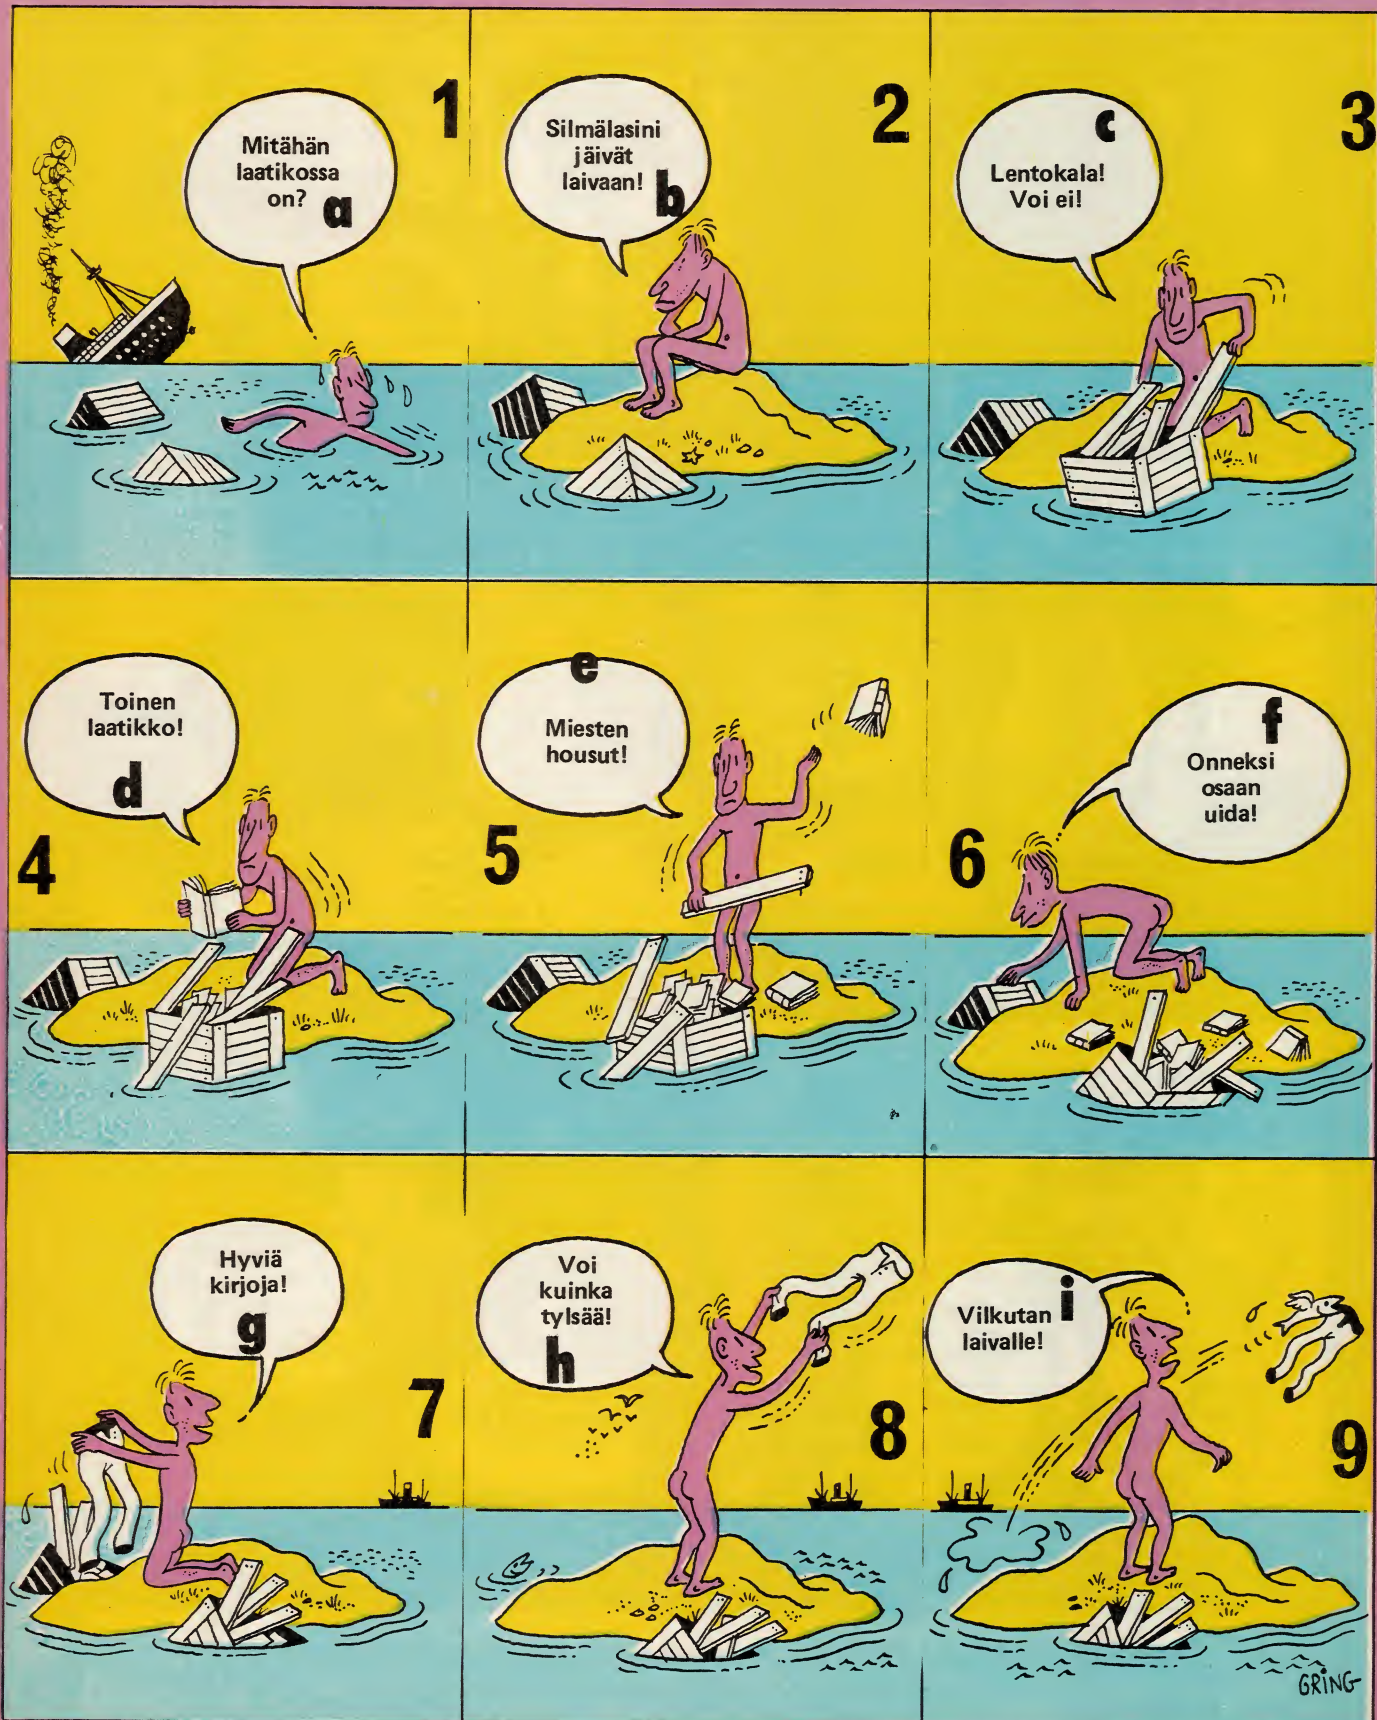 1
Mitähän
laatikossa
on? a
2
Silmälasini
jäivät
laivaan! b
3
c
Lentokala!
Voi ei!
4
Toinen
laatikko!
d
5
e
Miesten
housut!
6
f
Onneksi
osaan
uida!
7
Hyviä
kirjoja!
g
8
Voi
kuinka
tylsää!
h
9
Vilkutan i
laivalle!
GRING